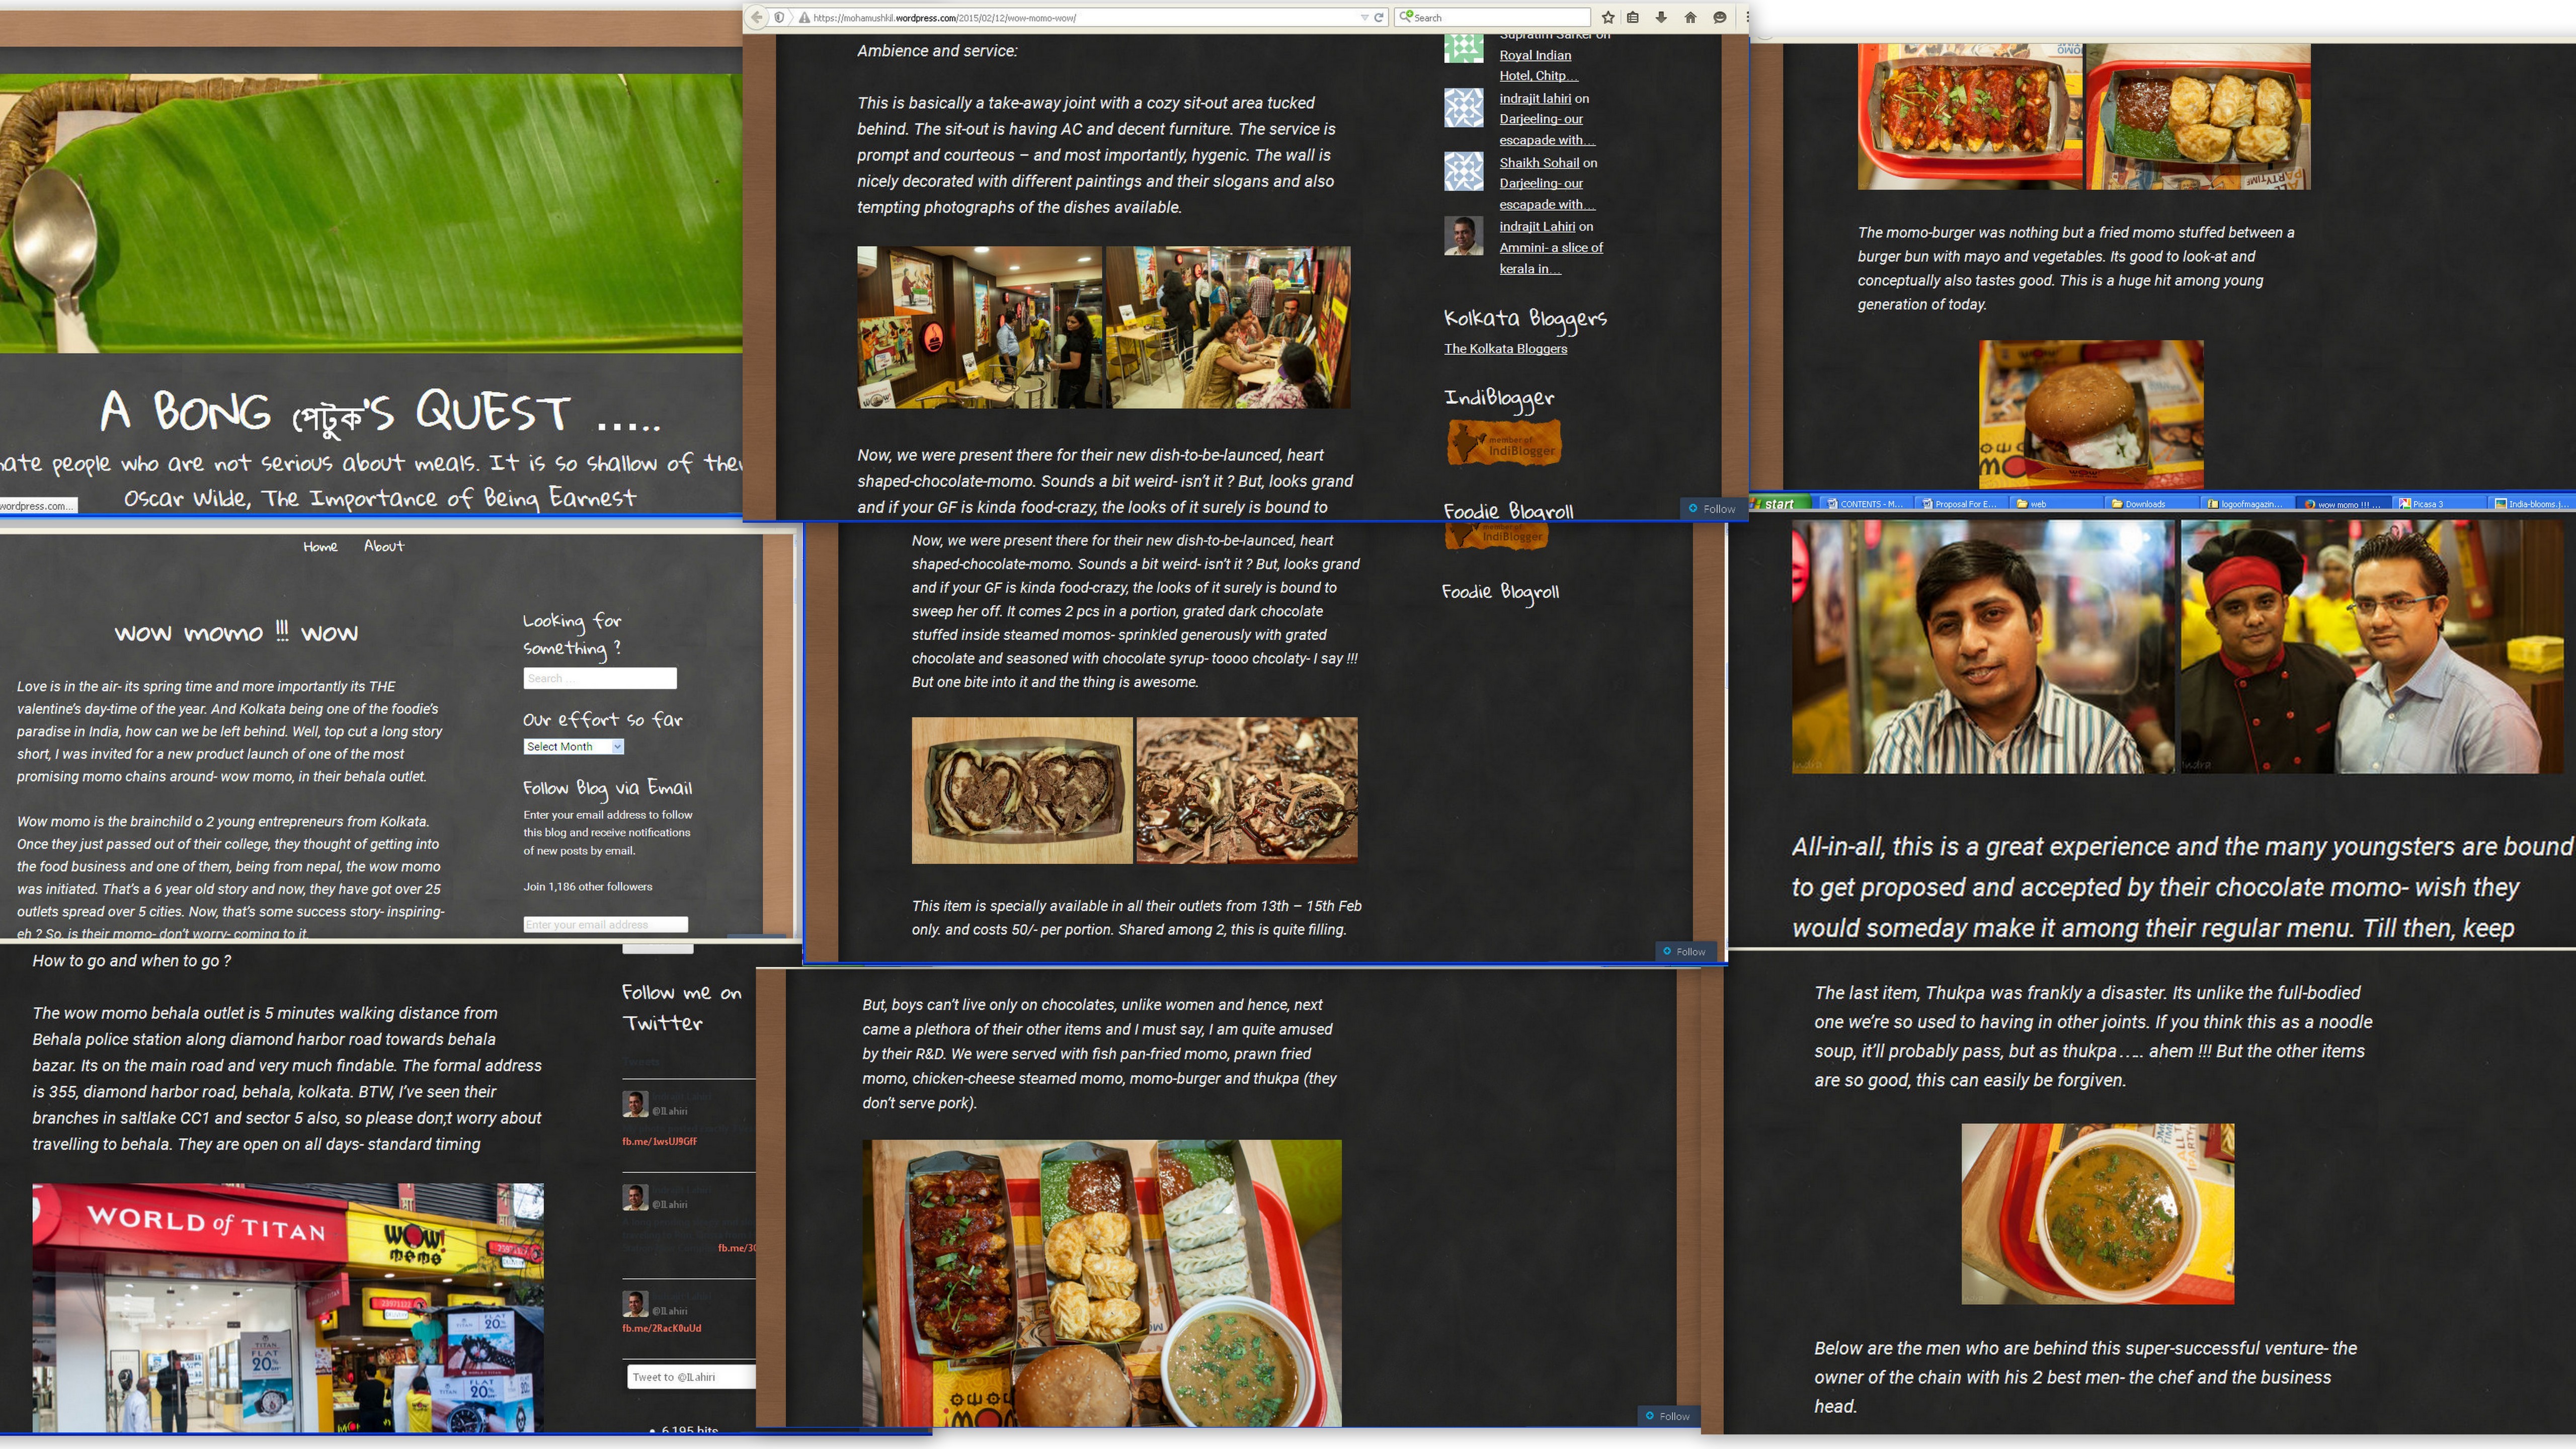 A BONG পেটুক'S QUEST .....
ate people who are not serious about meals. It is so shallow of the
Oscar Wilde, The Importance of Being Earnest
wordpress.com...
https://mohamushkil.wordpress.com/2015/02/12/wow-momo-wow/
Search
Ambience and service:
This is basically a take-away joint with a cozy sit-out area tucked
behind. The sit-out is having AC and decent furniture. The service is
prompt and courteous – and most importantly, hygenic. The wall is
nicely decorated with different paintings and their slogans and also
tempting photographs of the dishes available.
Now, we were present there for their new dish-to-be-launced, heart
shaped-chocolate-momo. Sounds a bit weird- isn't it ? But, looks grand
and if your GF is kinda food-crazy, the looks of it surely is bound to
Supratim Sarker on
Royal Indian
Hotel, Chitp…
indrajit lahiri on
Darjeeling- our
escapade with…
Shaikh Sohail on
Darjeeling- our
escapade with…
indrajit Lahiri on
Ammini- a slice of
kerala in…
Kolkata Bloggers
The Kolkata Bloggers
IndiBlogger
member of
IndiBlogger
Foodie Blogroll
Follow
The momo-burger was nothing but a fried momo stuffed between a
burger bun with mayo and vegetables. Its good to look-at and
conceptually also tastes good. This is a huge hit among young
generation of today.
start
CONTENTS - M...
Proposal For E...
web
Downloads
logoofmagazin...
wow momo !!! ...
Picasa 3
India-blooms.j...
Home About
wow momo !!! wow
Love is in the air- its spring time and more importantly its THE
valentine's day-time of the year. And Kolkata being one of the foodie's
paradise in India, how can we be left behind. Well, top cut a long story
short, I was invited for a new product launch of one of the most
promising momo chains around- wow momo, in their behala outlet.
Wow momo is the brainchild o 2 young entrepreneurs from Kolkata.
Once they just passed out of their college, they thought of getting into
the food business and one of them, being from nepal, the wow momo
was initiated. That's a 6 year old story and now, they have got over 25
outlets spread over 5 cities. Now, that's some success story- inspiring-
eh ? So, is their momo- don't worry- coming to it.
Looking for
something ?
Search …
Our effort so far
Select Month
Follow Blog via Email
Enter your email address to follow
this blog and receive notifications
of new posts by email.
Join 1,186 other followers
Enter your email address
Now, we were present there for their new dish-to-be-launced, heart
shaped-chocolate-momo. Sounds a bit weird- isn't it ? But, looks grand
and if your GF is kinda food-crazy, the looks of it surely is bound to
sweep her off. It comes 2 pcs in a portion, grated dark chocolate
stuffed inside steamed momos- sprinkled generously with grated
chocolate and seasoned with chocolate syrup- toooo chcolaty- I say !!!
But one bite into it and the thing is awesome.
This item is specially available in all their outlets from 13th – 15th Feb
only. and costs 50/- per portion. Shared among 2, this is quite filling.
member of
IndiBlogger
Foodie Blogroll
Follow
Indra
Indra
All-in-all, this is a great experience and the many youngsters are bound
to get proposed and accepted by their chocolate momo- wish they
would someday make it among their regular menu. Till then, keep
How to go and when to go ?
The wow momo behala outlet is 5 minutes walking distance from
Behala police station along diamond harbor road towards behala
bazar. Its on the main road and very much findable. The formal address
is 355, diamond harbor road, behala, kolkata. BTW, I've seen their
branches in saltlake CC1 and sector 5 also, so please don;t worry about
travelling to behala. They are open on all days- standard timing
WORLD of TITAN
WOW!
momo
TITAN
FLAT
20%
FLAT
20%
FLAT
20%
Follow me on
Twitter
Tweets
@ILahiri
fb.me/1wsUJ9GfF
@ILahiri
fb.me/30
@ILahiri
fb.me/2RacK0uUd
Tweet to @ILahiri
6,195 hits
But, boys can't live only on chocolates, unlike women and hence, next
came a plethora of their other items and I must say, I am quite amused
by their R&D. We were served with fish pan-fried momo, prawn fried
momo, chicken-cheese steamed momo, momo-burger and thukpa (they
don't serve pork).
Follow
The last item, Thukpa was frankly a disaster. Its unlike the full-bodied
one we're so used to having in other joints. If you think this as a noodle
soup, it'll probably pass, but as thukpa….. ahem !!! But the other items
are so good, this can easily be forgiven.
Below are the men who are behind this super-successful venture- the
owner of the chain with his 2 best men- the chef and the business
head.